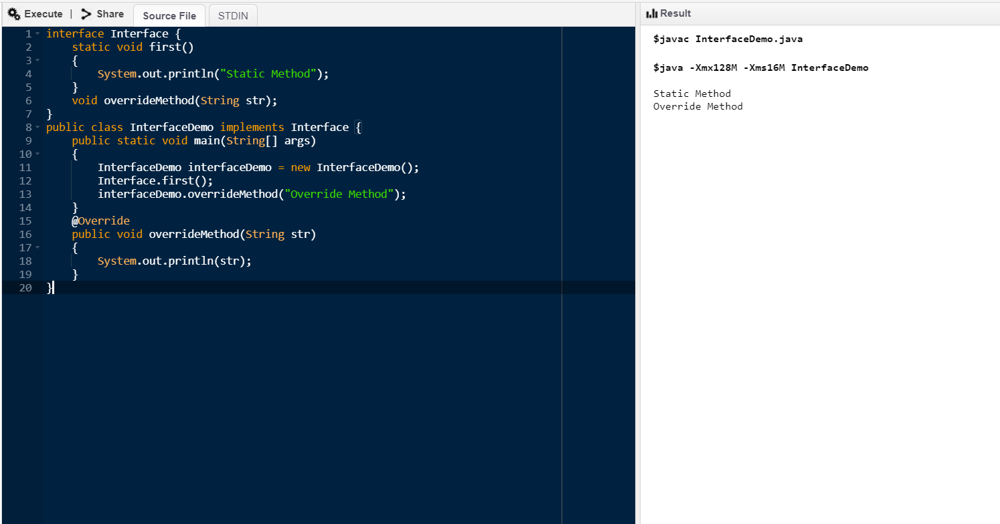 Execute | Share Source File STDIN
1 interface Interface {
2     static void first()
3     {
4         System.out.println("Static Method");
5     }
6     void overrideMethod(String str);
7 }
8 public class InterfaceDemo implements Interface {
9     public static void main(String[] args)
10     {
11         InterfaceDemo interfaceDemo = new InterfaceDemo();
12         Interface.first();
13         interfaceDemo.overrideMethod("Override Method");
14     }
15     @Override
16     public void overrideMethod(String str)
17     {
18         System.out.println(str);
19     }
20 }
Result
$javac InterfaceDemo.java
$java -Xmx128M -Xms16M InterfaceDemo
Static Method
Override Method